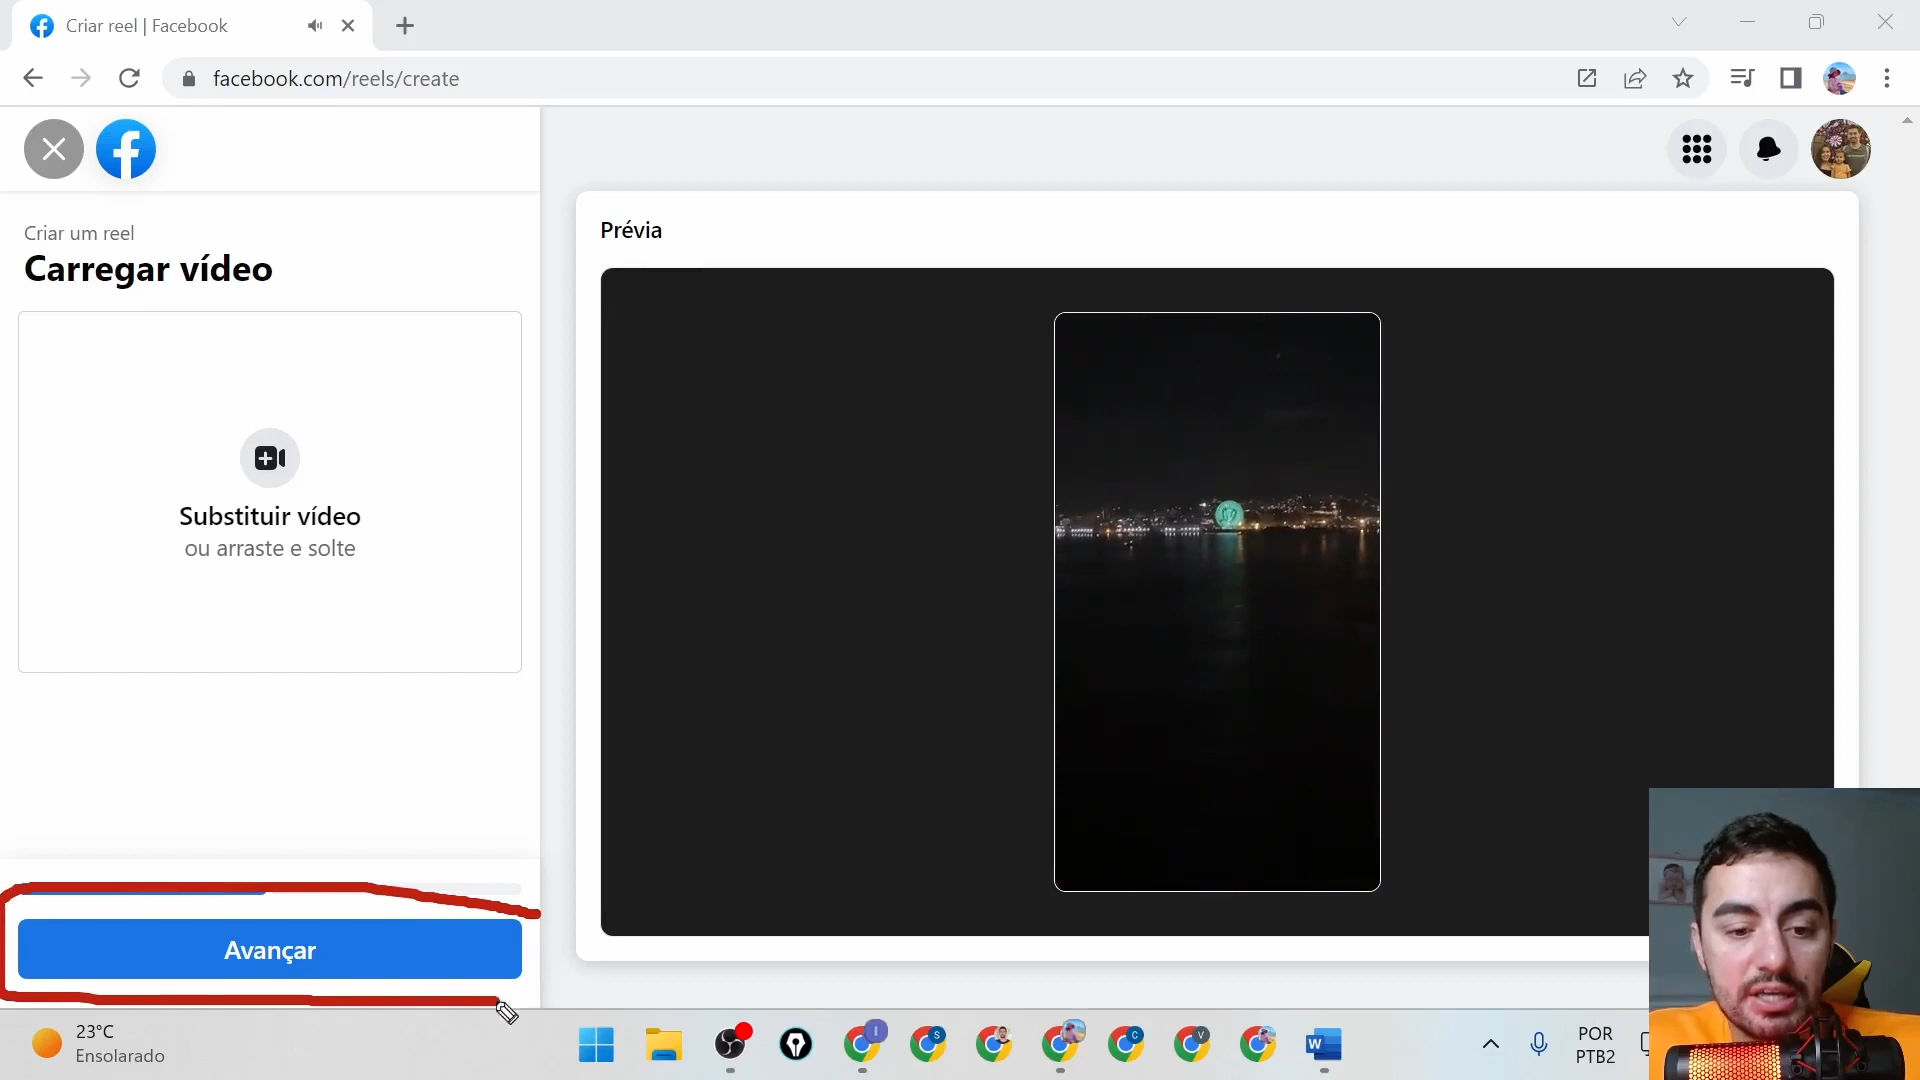 Criar reel | Facebook
facebook.com/reels/create
Criar um reel
Carregar vídeo
Prévia
Substituir vídeo
ou arraste e solte
Avançar
23°C
Ensolarado
I
S
C
V
W
POR
PTB2